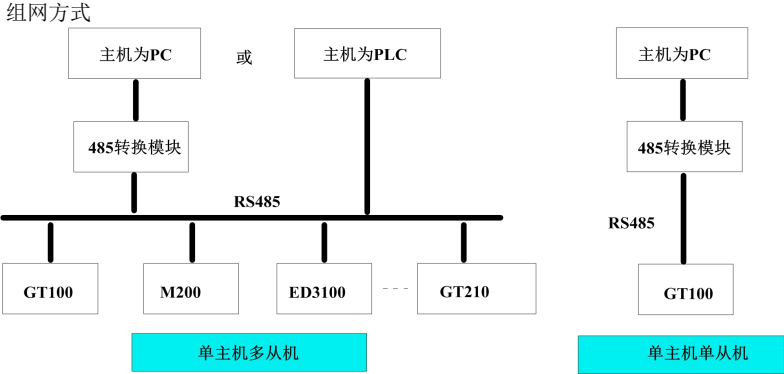 组网方式
主机为PC
或
主机为PLC
485转换模块
RS485
GT100
M200
ED3100
GT210
单主机多从机
主机为PC
485转换模块
RS485
GT100
单主机单从机